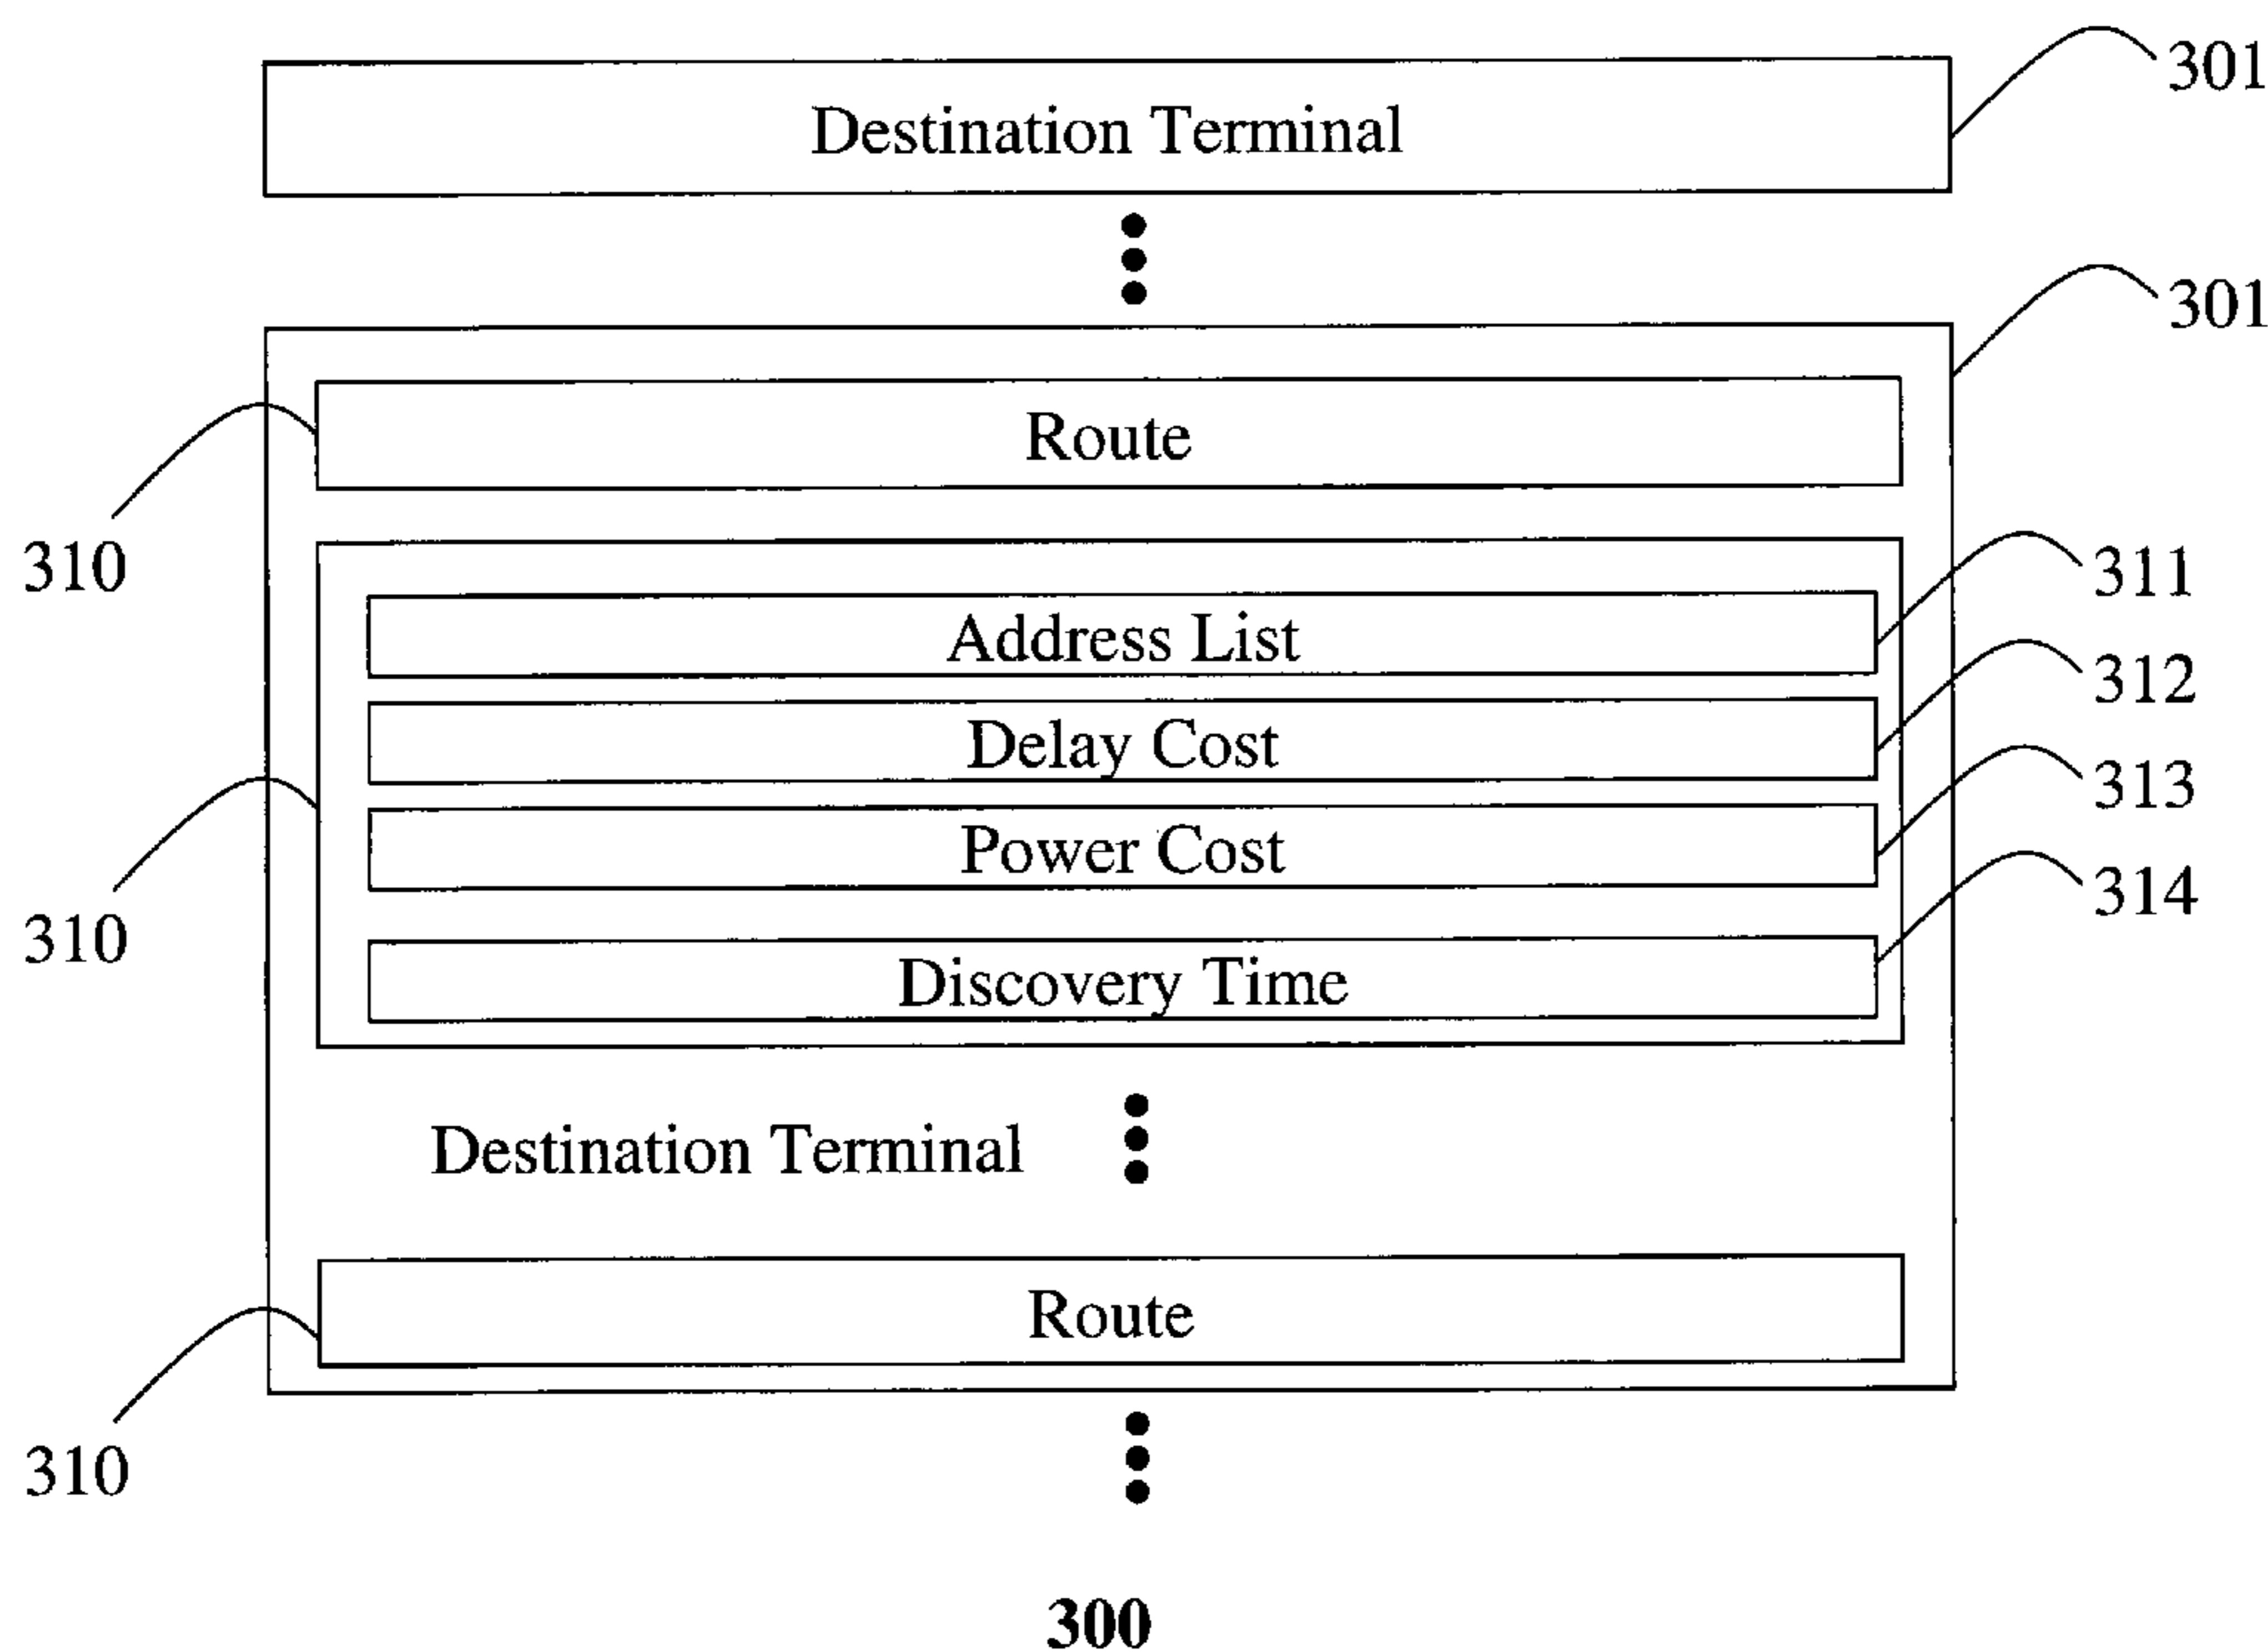 301
Destination Terminal
301
Route
310
311
Address List
312
Delay Cost
313
Power Cost
314
310
Discovery Time
Destination Terminal
Route
310
300